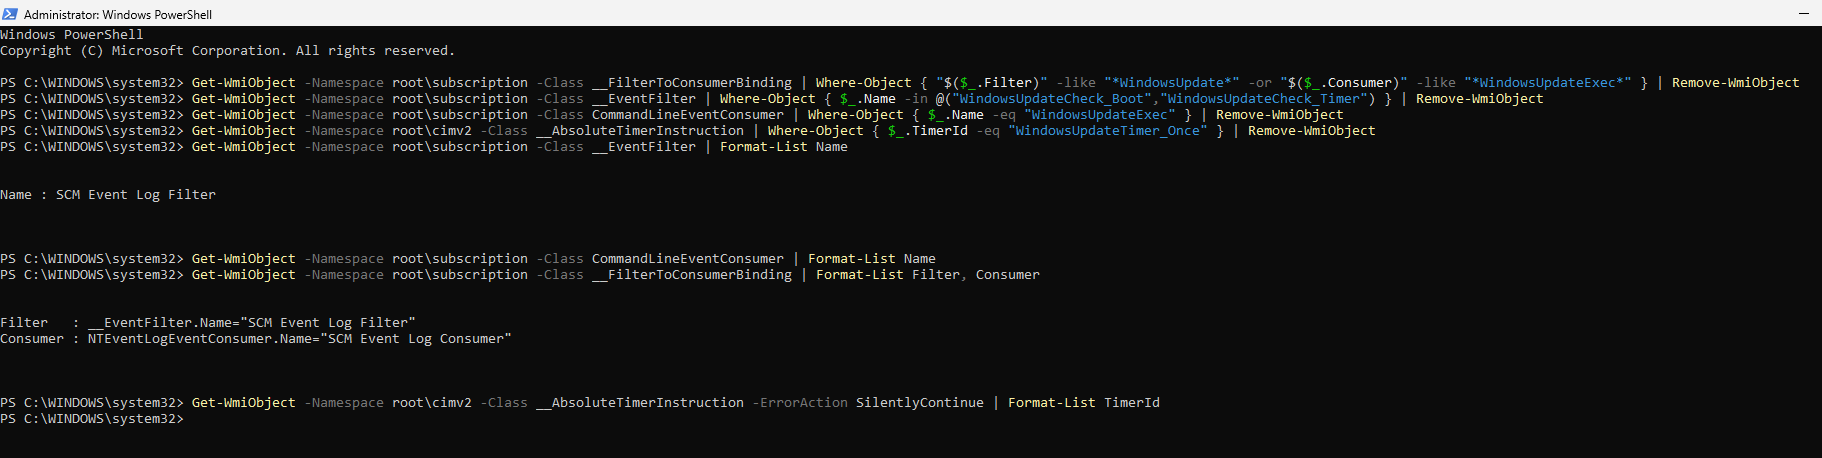 Administrator: Windows PowerShell
Windows PowerShell
Copyright (C) Microsoft Corporation. All rights reserved.
PS C:\WINDOWS\system32> Get-WmiObject -Namespace root\subscription -Class __FilterToConsumerBinding | Where-Object { "$($_.Filter)" -like "*WindowsUpdate*" -or "$($_.Consumer)" -like "*WindowsUpdateExec*" } | Remove-WmiObject
PS C:\WINDOWS\system32> Get-WmiObject -Namespace root\subscription -Class __EventFilter | Where-Object { $_.Name -in @("WindowsUpdateCheck_Boot","WindowsUpdateCheck_Timer") } | Remove-WmiObject
PS C:\WINDOWS\system32> Get-WmiObject -Namespace root\subscription -Class CommandLineEventConsumer | Where-Object { $_.Name -eq "WindowsUpdateExec" } | Remove-WmiObject
PS C:\WINDOWS\system32> Get-WmiObject -Namespace root\cimv2 -Class __AbsoluteTimerInstruction | Where-Object { $_.TimerId -eq "WindowsUpdateTimer_Once" } | Remove-WmiObject
PS C:\WINDOWS\system32> Get-WmiObject -Namespace root\subscription -Class __EventFilter | Format-List Name
Name : SCM Event Log Filter
PS C:\WINDOWS\system32> Get-WmiObject -Namespace root\subscription -Class CommandLineEventConsumer | Format-List Name
PS C:\WINDOWS\system32> Get-WmiObject -Namespace root\subscription -Class __FilterToConsumerBinding | Format-List Filter, Consumer
Filter   : __EventFilter.Name="SCM Event Log Filter"
Consumer : NTEventLogEventConsumer.Name="SCM Event Log Consumer"
PS C:\WINDOWS\system32> Get-WmiObject -Namespace root\cimv2 -Class __AbsoluteTimerInstruction -ErrorAction SilentlyContinue | Format-List TimerId
PS C:\WINDOWS\system32>